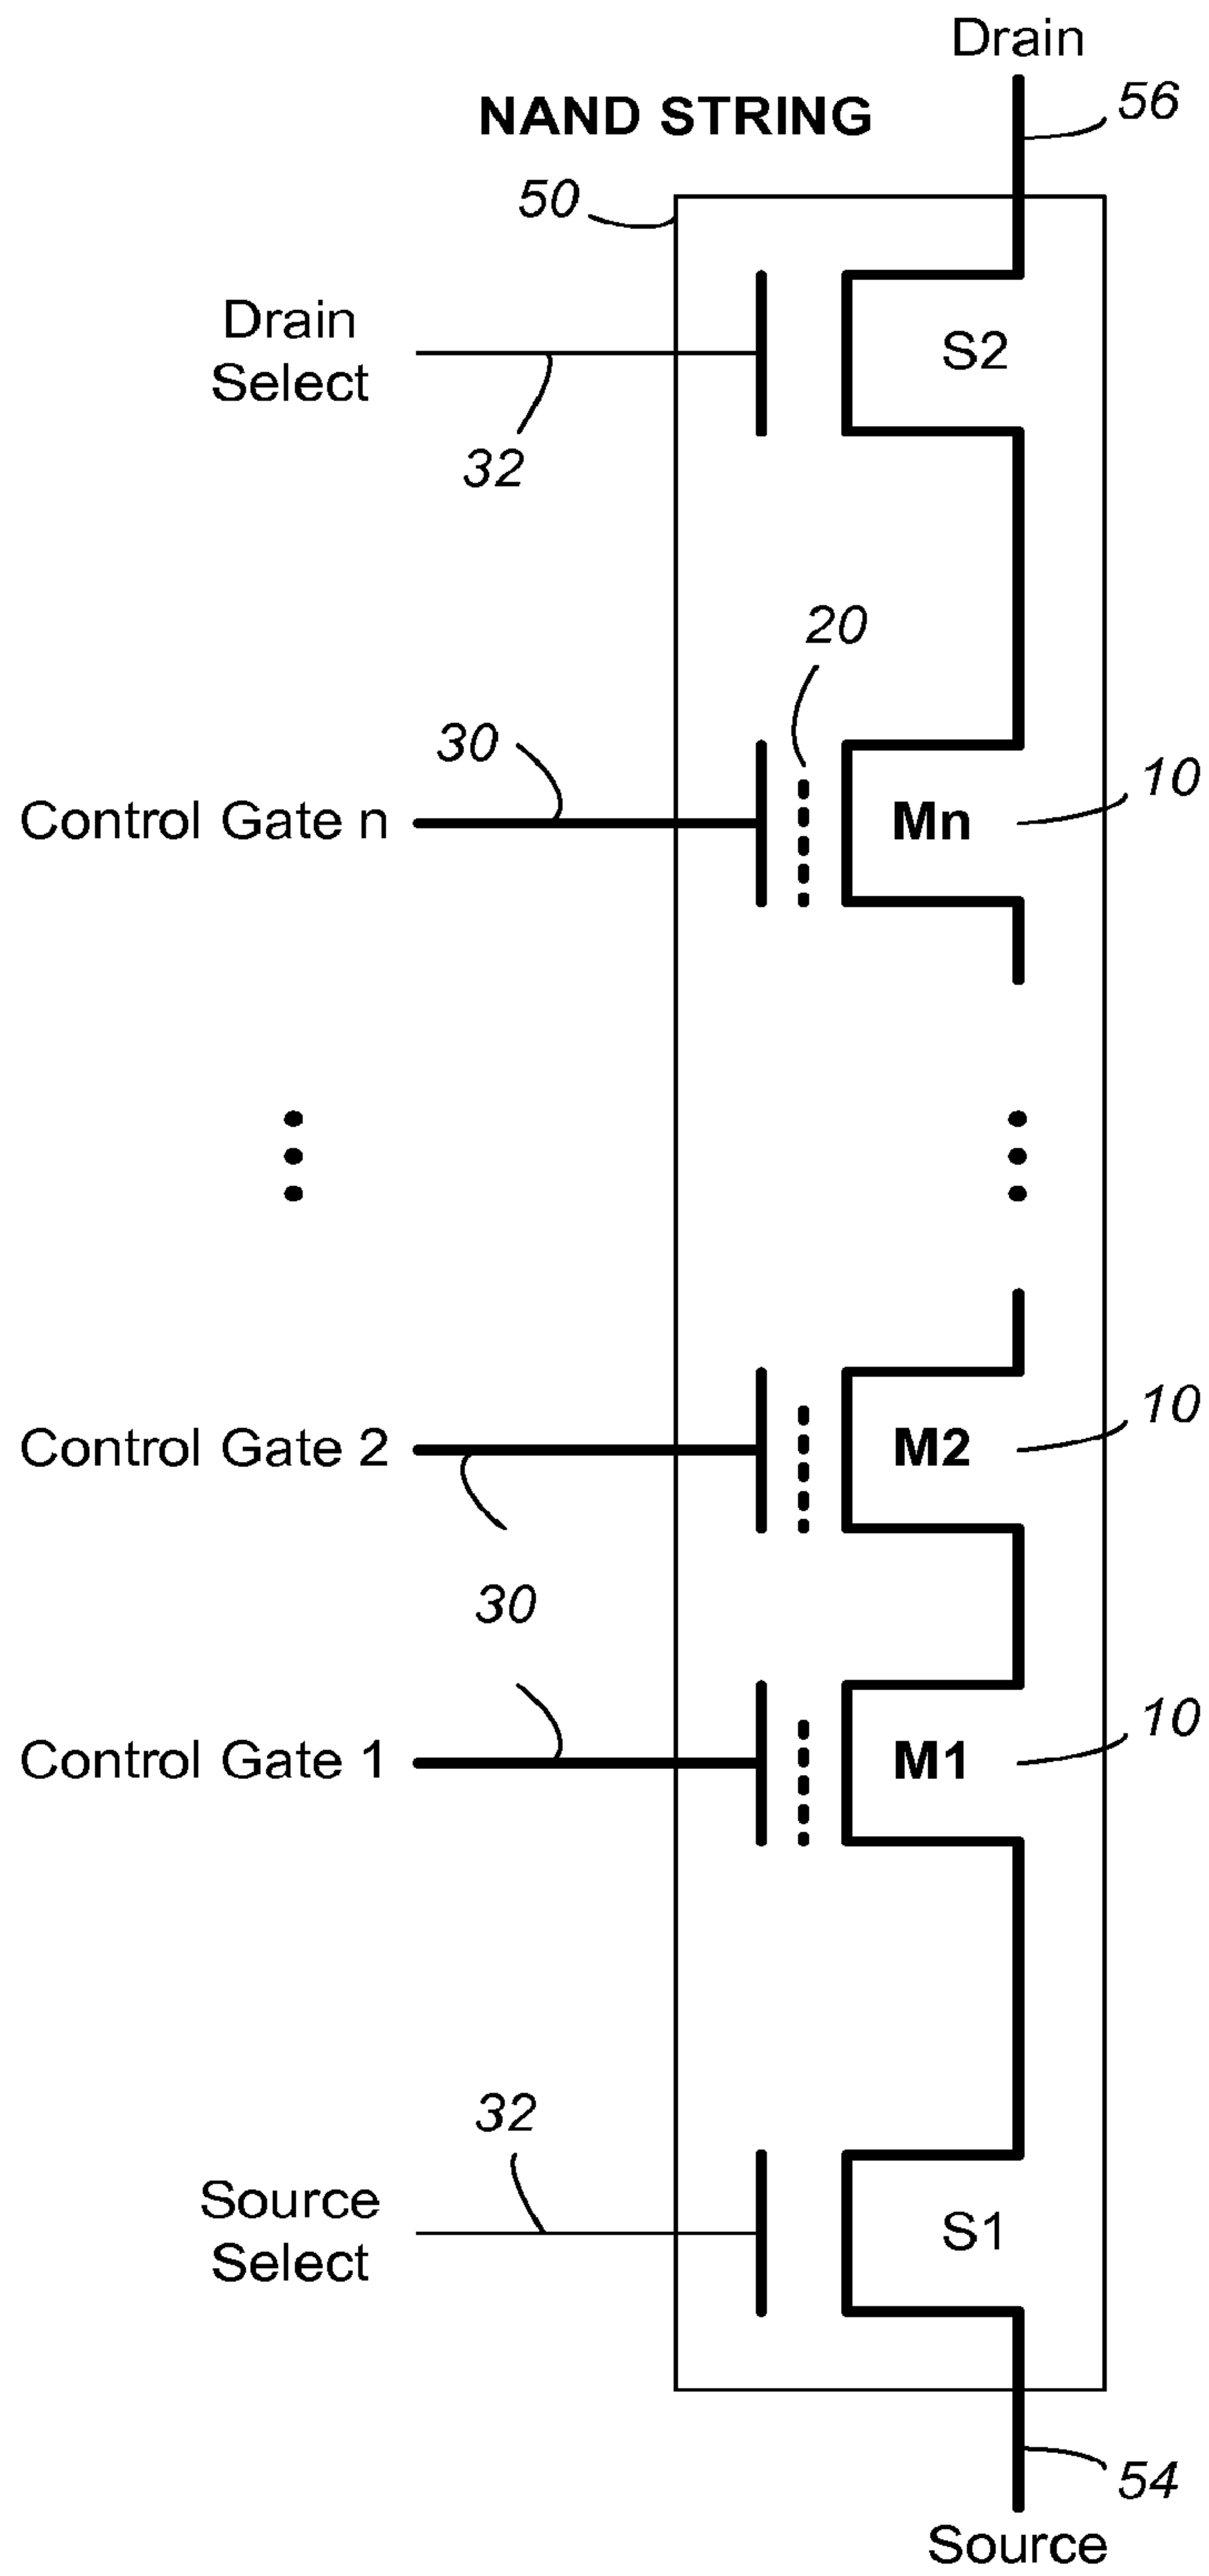 Drain
56
NAND STRING
50
Drain
Select
S2
32
20
30
10
Control Gate n
Mn
10
Control Gate 2
M2
30
10
Control Gate 1
M1
32
Source
Select
S1
54
Source